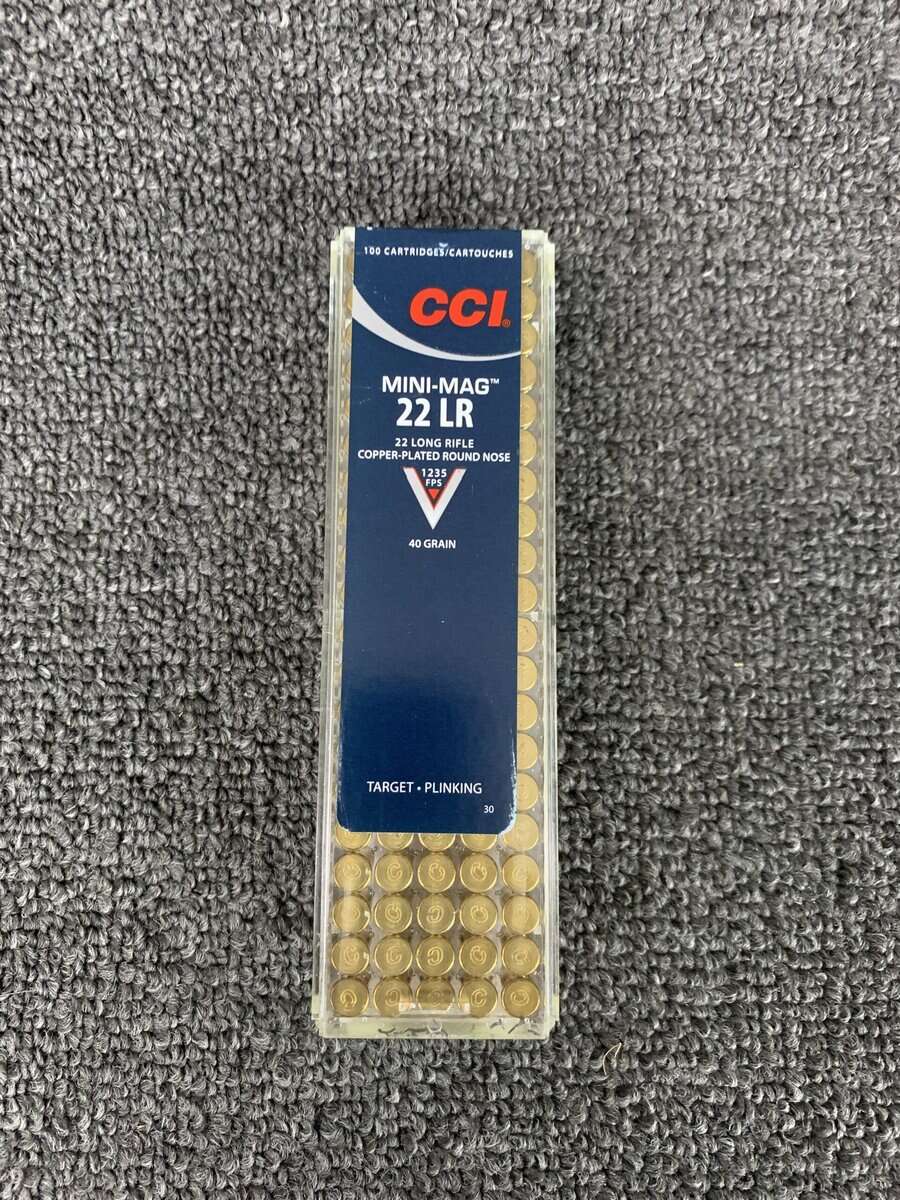 100 CARTRIDGES/CARTOUCHES
CCI®
MINI-MAG™
22 LR
22 LONG RIFLE
COPPER-PLATED ROUND NOSE
1235
FPS
40 GRAIN
TARGET • PLINKING
30